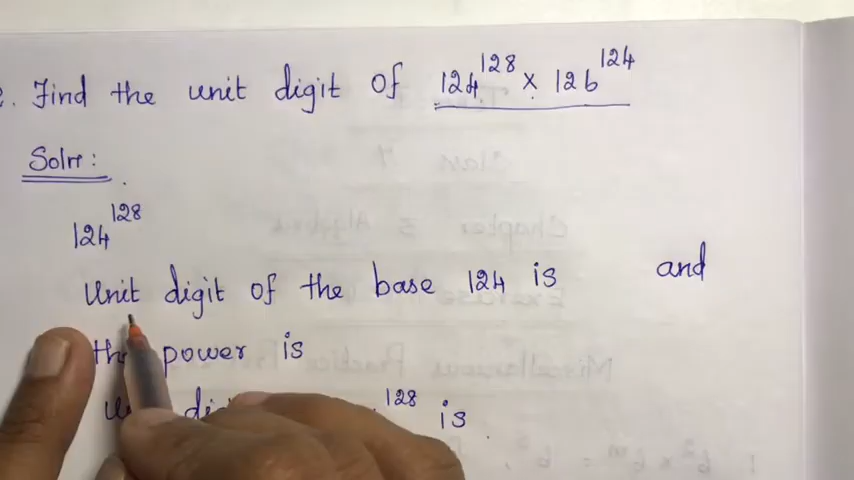 . Find the unit digit of 124^128 × 126^124
Soln:
124^128
Unit digit of the base 124 is and
the power is
128 is